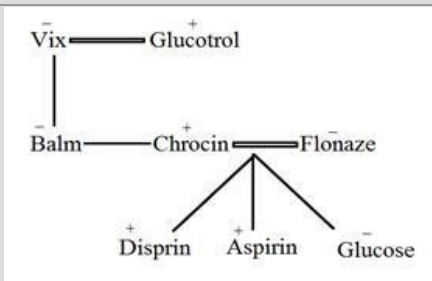 − +
Vix Glucotrol
− + −
Balm Chrocin Flonaze
+ + −
Disprin Aspirin Glucose